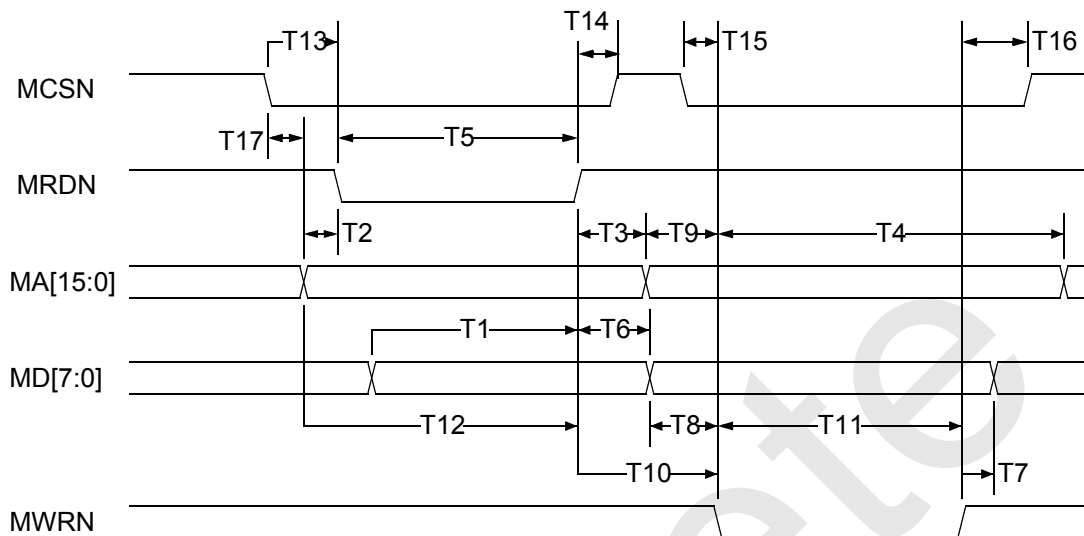 T14
T13
T15
T16
MCSN
T17
T5
MRDN
T2
T3
T9
T4
MA[15:0]
T1
T6
MD[7:0]
T12
T8
T11
T10
T7
MWRN
ete